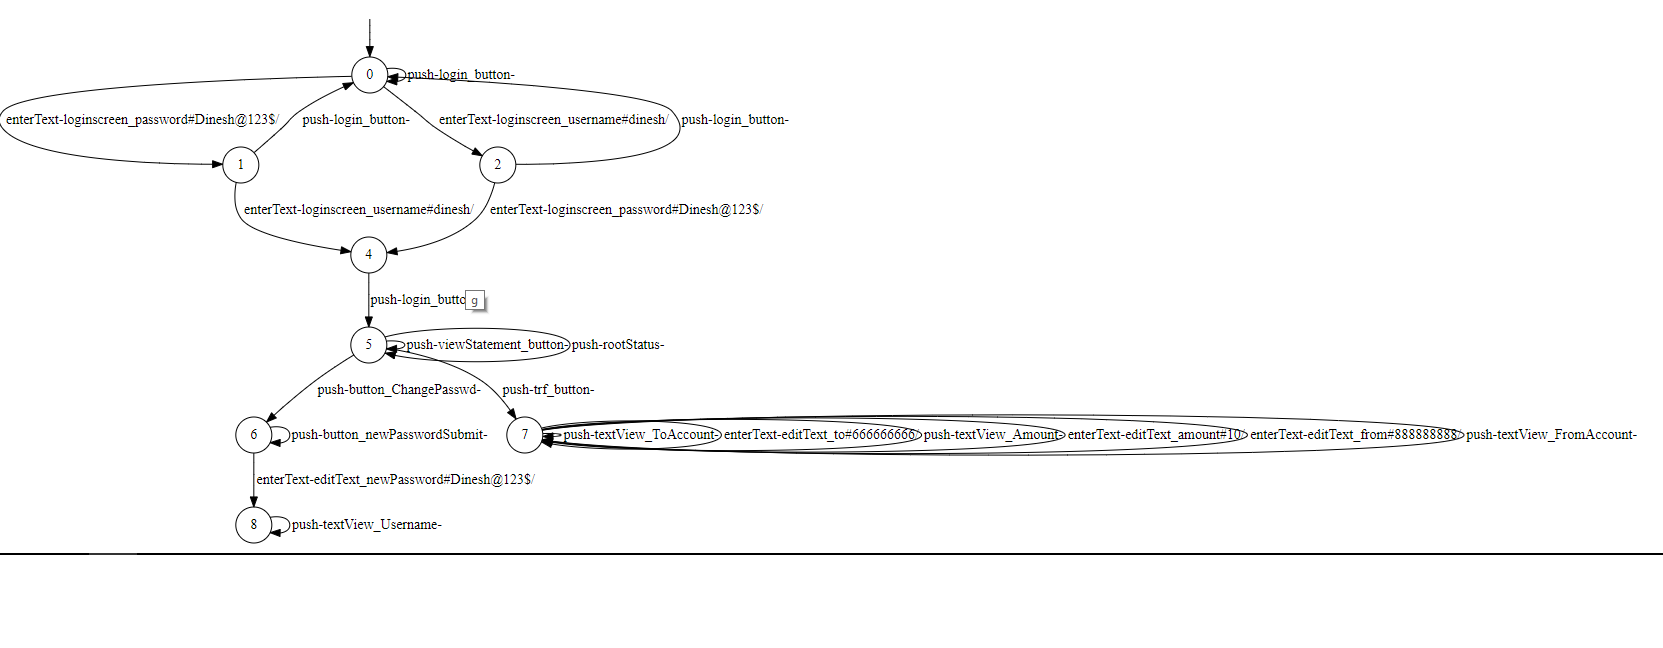 0
push-login_button-
enterText-loginscreen_password#Dinesh@123$/
push-login_button-
enterText-loginscreen_username#dinesh/
push-login_button-
1
2
enterText-loginscreen_username#dinesh/
enterText-loginscreen_password#Dinesh@123$/
4
push-login_butto
g
5
push-viewStatement_button-
push-rootStatus-
push-button_ChangePasswd-
push-trf_button-
6
push-button_newPasswordSubmit-
7
push-textView_ToAccount-
enterText-editText_to#666666666/
push-textView_Amount-
enterText-editText_amount#10/
enterText-editText_from#888888888/
push-textView_FromAccount-
enterText-editText_newPassword#Dinesh@123$/
8
push-textView_Username-